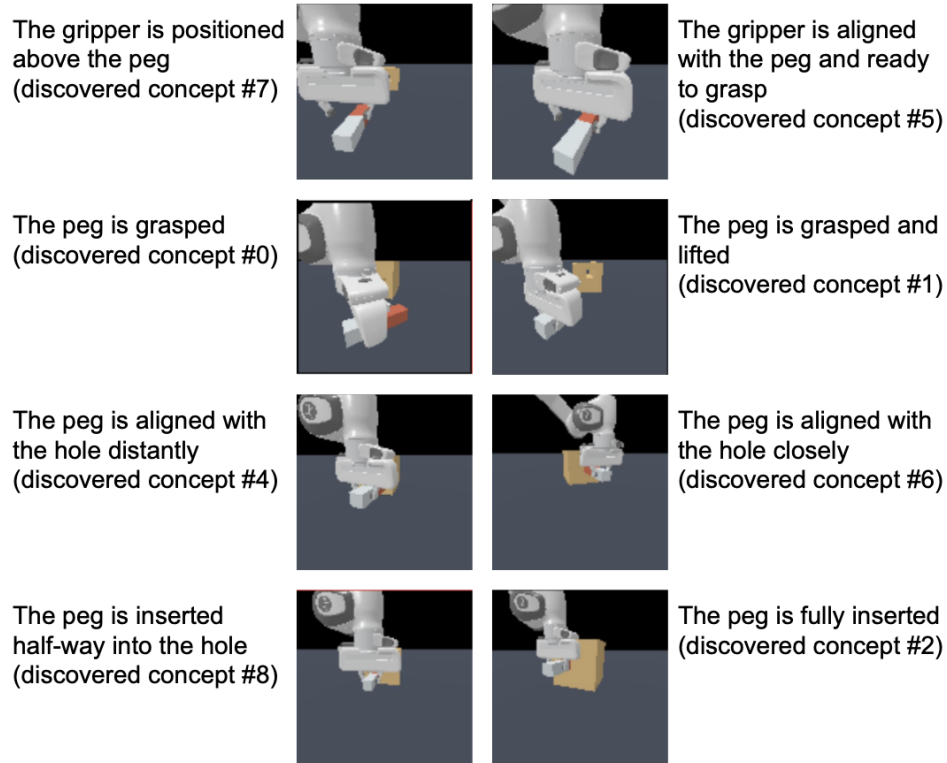 The gripper is positioned
above the peg
(discovered concept #7)
The gripper is aligned
with the peg and ready
to grasp
(discovered concept #5)
The peg is grasped
(discovered concept #0)
The peg is grasped and
lifted
(discovered concept #1)
The peg is aligned with
the hole distantly
(discovered concept #4)
The peg is aligned with
the hole closely
(discovered concept #6)
The peg is inserted
half-way into the hole
(discovered concept #8)
The peg is fully inserted
(discovered concept #2)